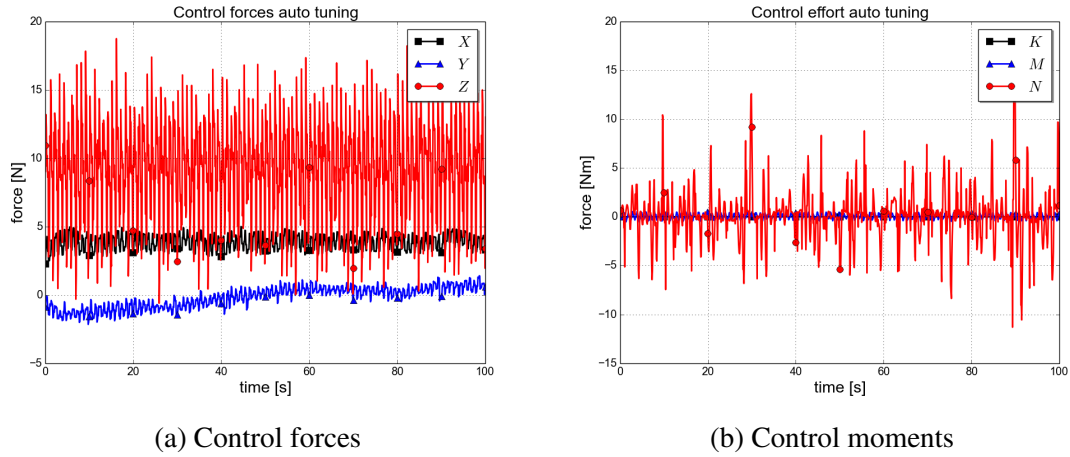 Control forces auto tuning
20
15
10
5
0
−5
force [N]
0 20 40 60 80 100
time [s]
X
Y
Z
(a) Control forces
Control effort auto tuning
20
15
10
5
0
−5
−10
−15
force [Nm]
0 20 40 60 80 100
time [s]
K
M
N
(b) Control moments